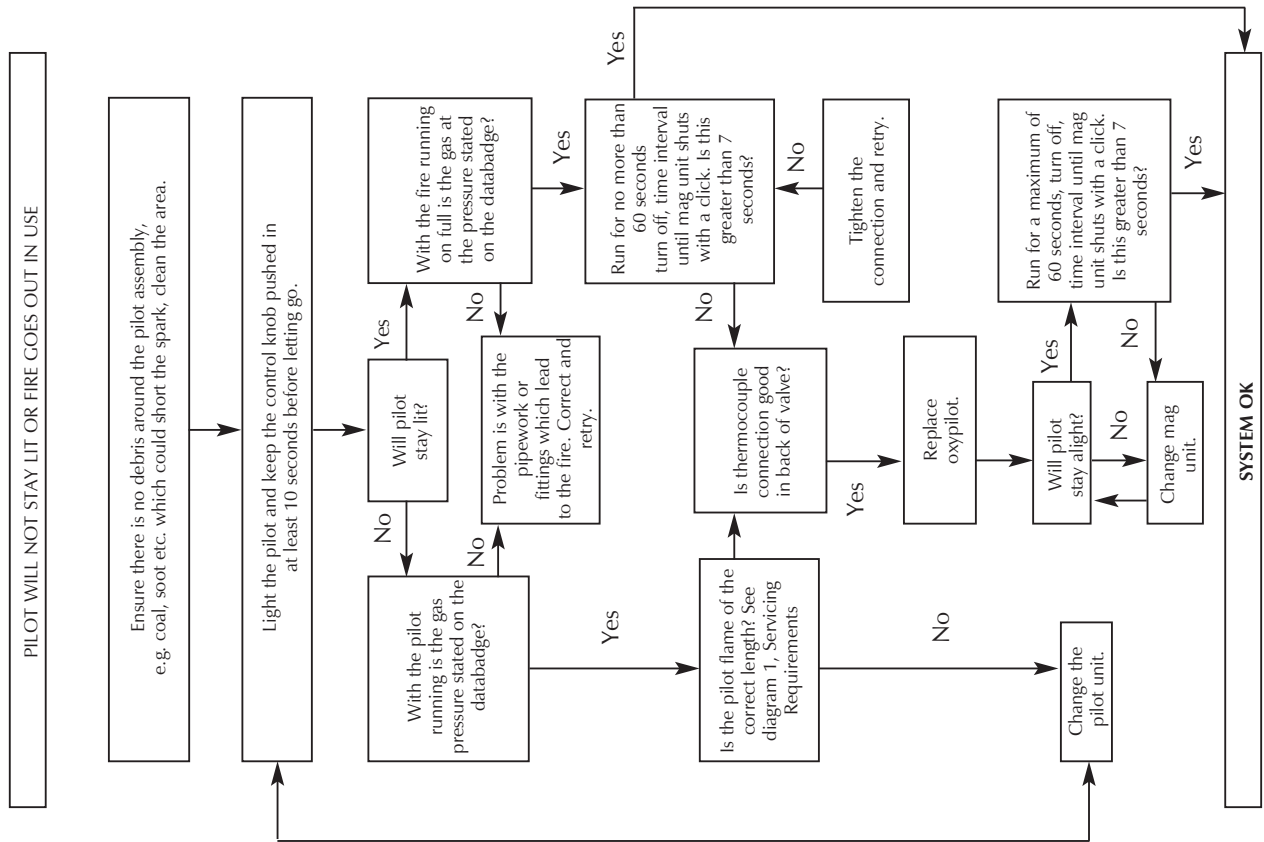 PILOT WILL NOT STAY LIT OR FIRE GOES OUT IN USE
Ensure there is no debris around the pilot assembly,
e.g. coal, soot etc. which could short the spark, clean the area.
Light the pilot and keep the control knob pushed in
at least 10 seconds before letting go.
Will pilot
stay lit?
No
Yes
With the pilot
running is the gas
pressure stated on the
databadge?
With the fire running
on full is the gas at
the pressure stated
on the databadge?
No
No
Problem is with the
pipework or
fittings which lead
to the fire. Correct and
retry.
Yes
Yes
Is the pilot flame of the
correct length? See
diagram 1, Servicing
Requirements
Is thermocouple
connection good
in back of valve?
No
Run for no more than
60 seconds
turn off, time interval
until mag unit shuts
with a click. Is this
greater than 7
seconds?
Yes
No
Tighten the
connection and retry.
Yes
Replace
oxypilot.
No
Change the
pilot unit.
Will pilot
stay alight?
Yes
Run for a maximum of
60 seconds, turn off,
time interval until mag
unit shuts with a click.
Is this greater than 7
seconds?
No
No
Change mag
unit.
Yes
SYSTEM OK